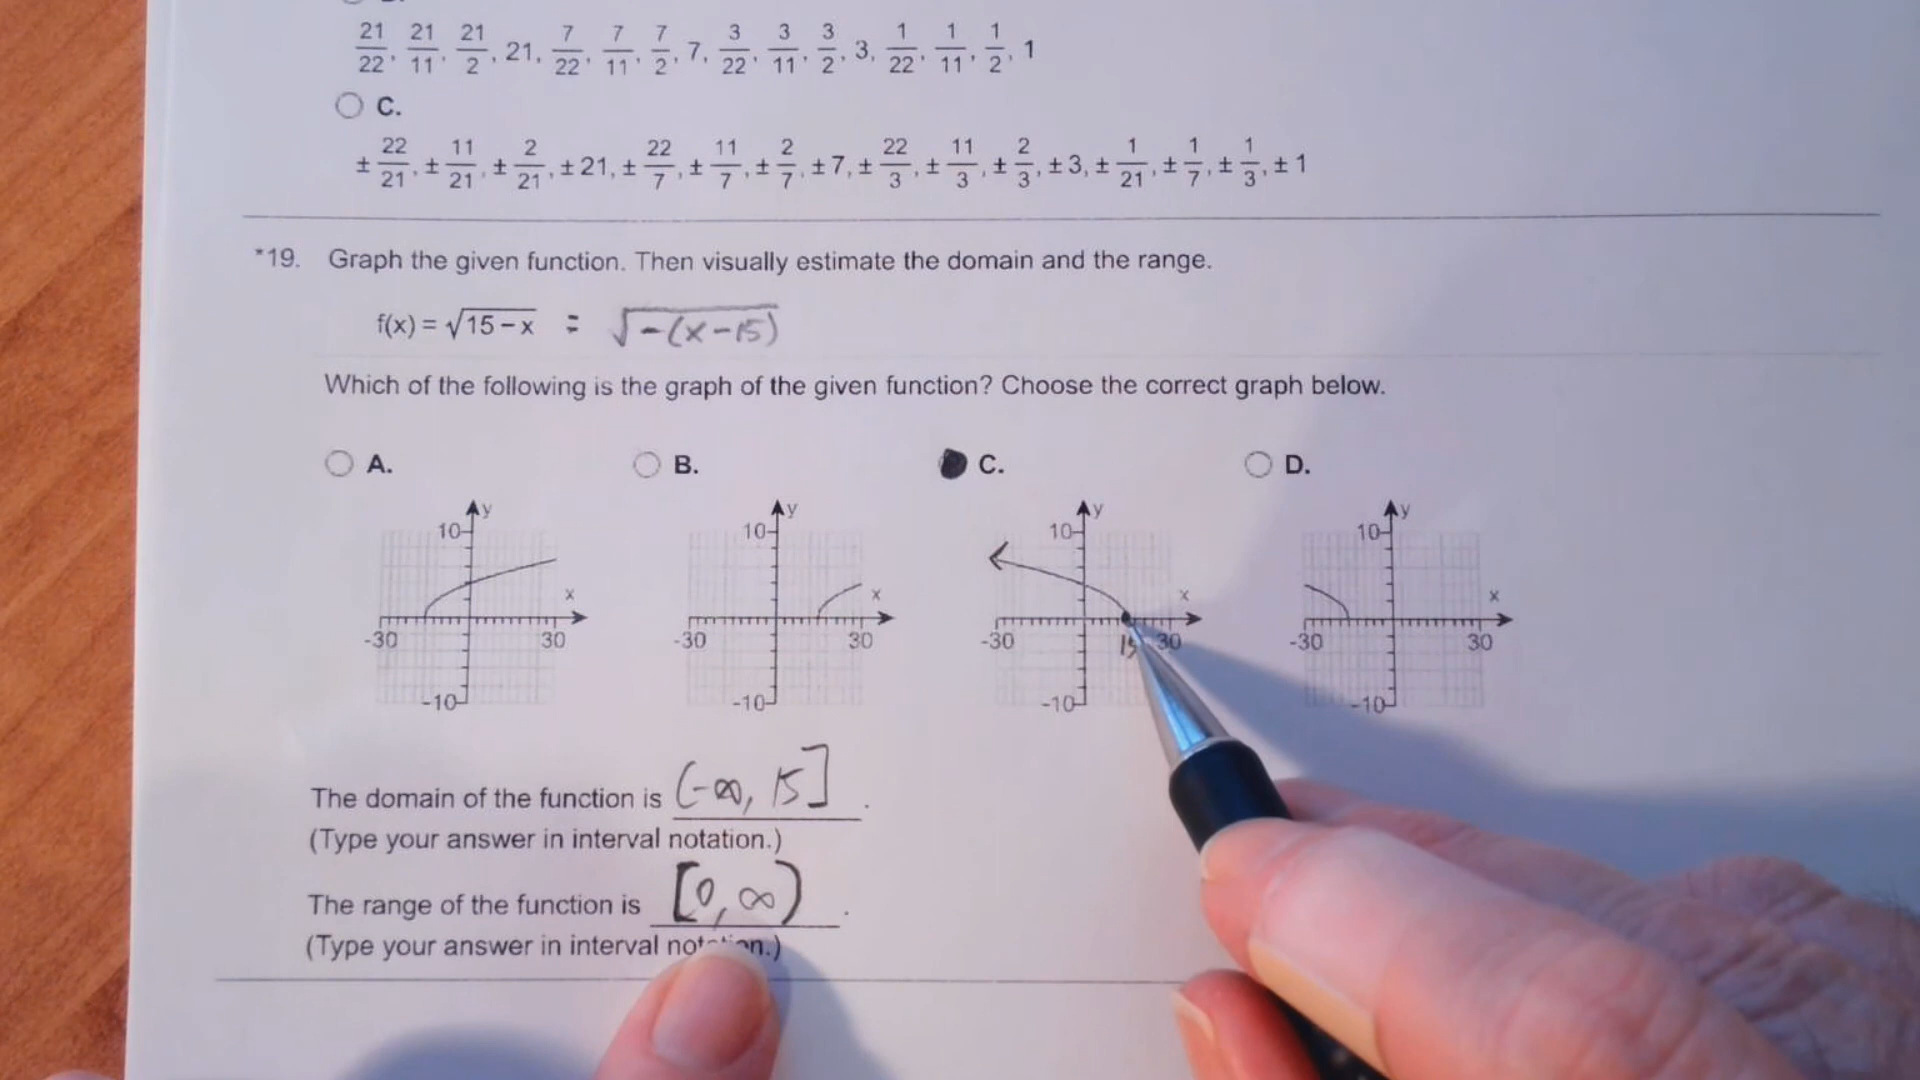 21/22, 21/11, 21/2, 21, 7/22, 7/11, 7/2, 7, 3/22, 3/11, 3/2, 3, 1/22, 1/11, 1/2, 1
C.
± 22/21, ± 11/21, ± 2/21, ± 21, ± 22/7, ± 11/7, ± 2/7, ± 7, ± 22/3, ± 11/3, ± 2/3, ± 3, ± 1/21, ± 1/7, ± 1/3, ± 1
*19. Graph the given function. Then visually estimate the domain and the range.
f(x) = √15 − x = √-(x-15)
Which of the following is the graph of the given function? Choose the correct graph below.
A. B. C. D.
y y y y
10 10 10 10
x x x x
-30 30 -30 30 -30 15 30 -30 30
-10 -10 -10 -10
The domain of the function is (-∞, 15] .
(Type your answer in interval notation.)
The range of the function is [0, ∞) .
(Type your answer in interval notation.)